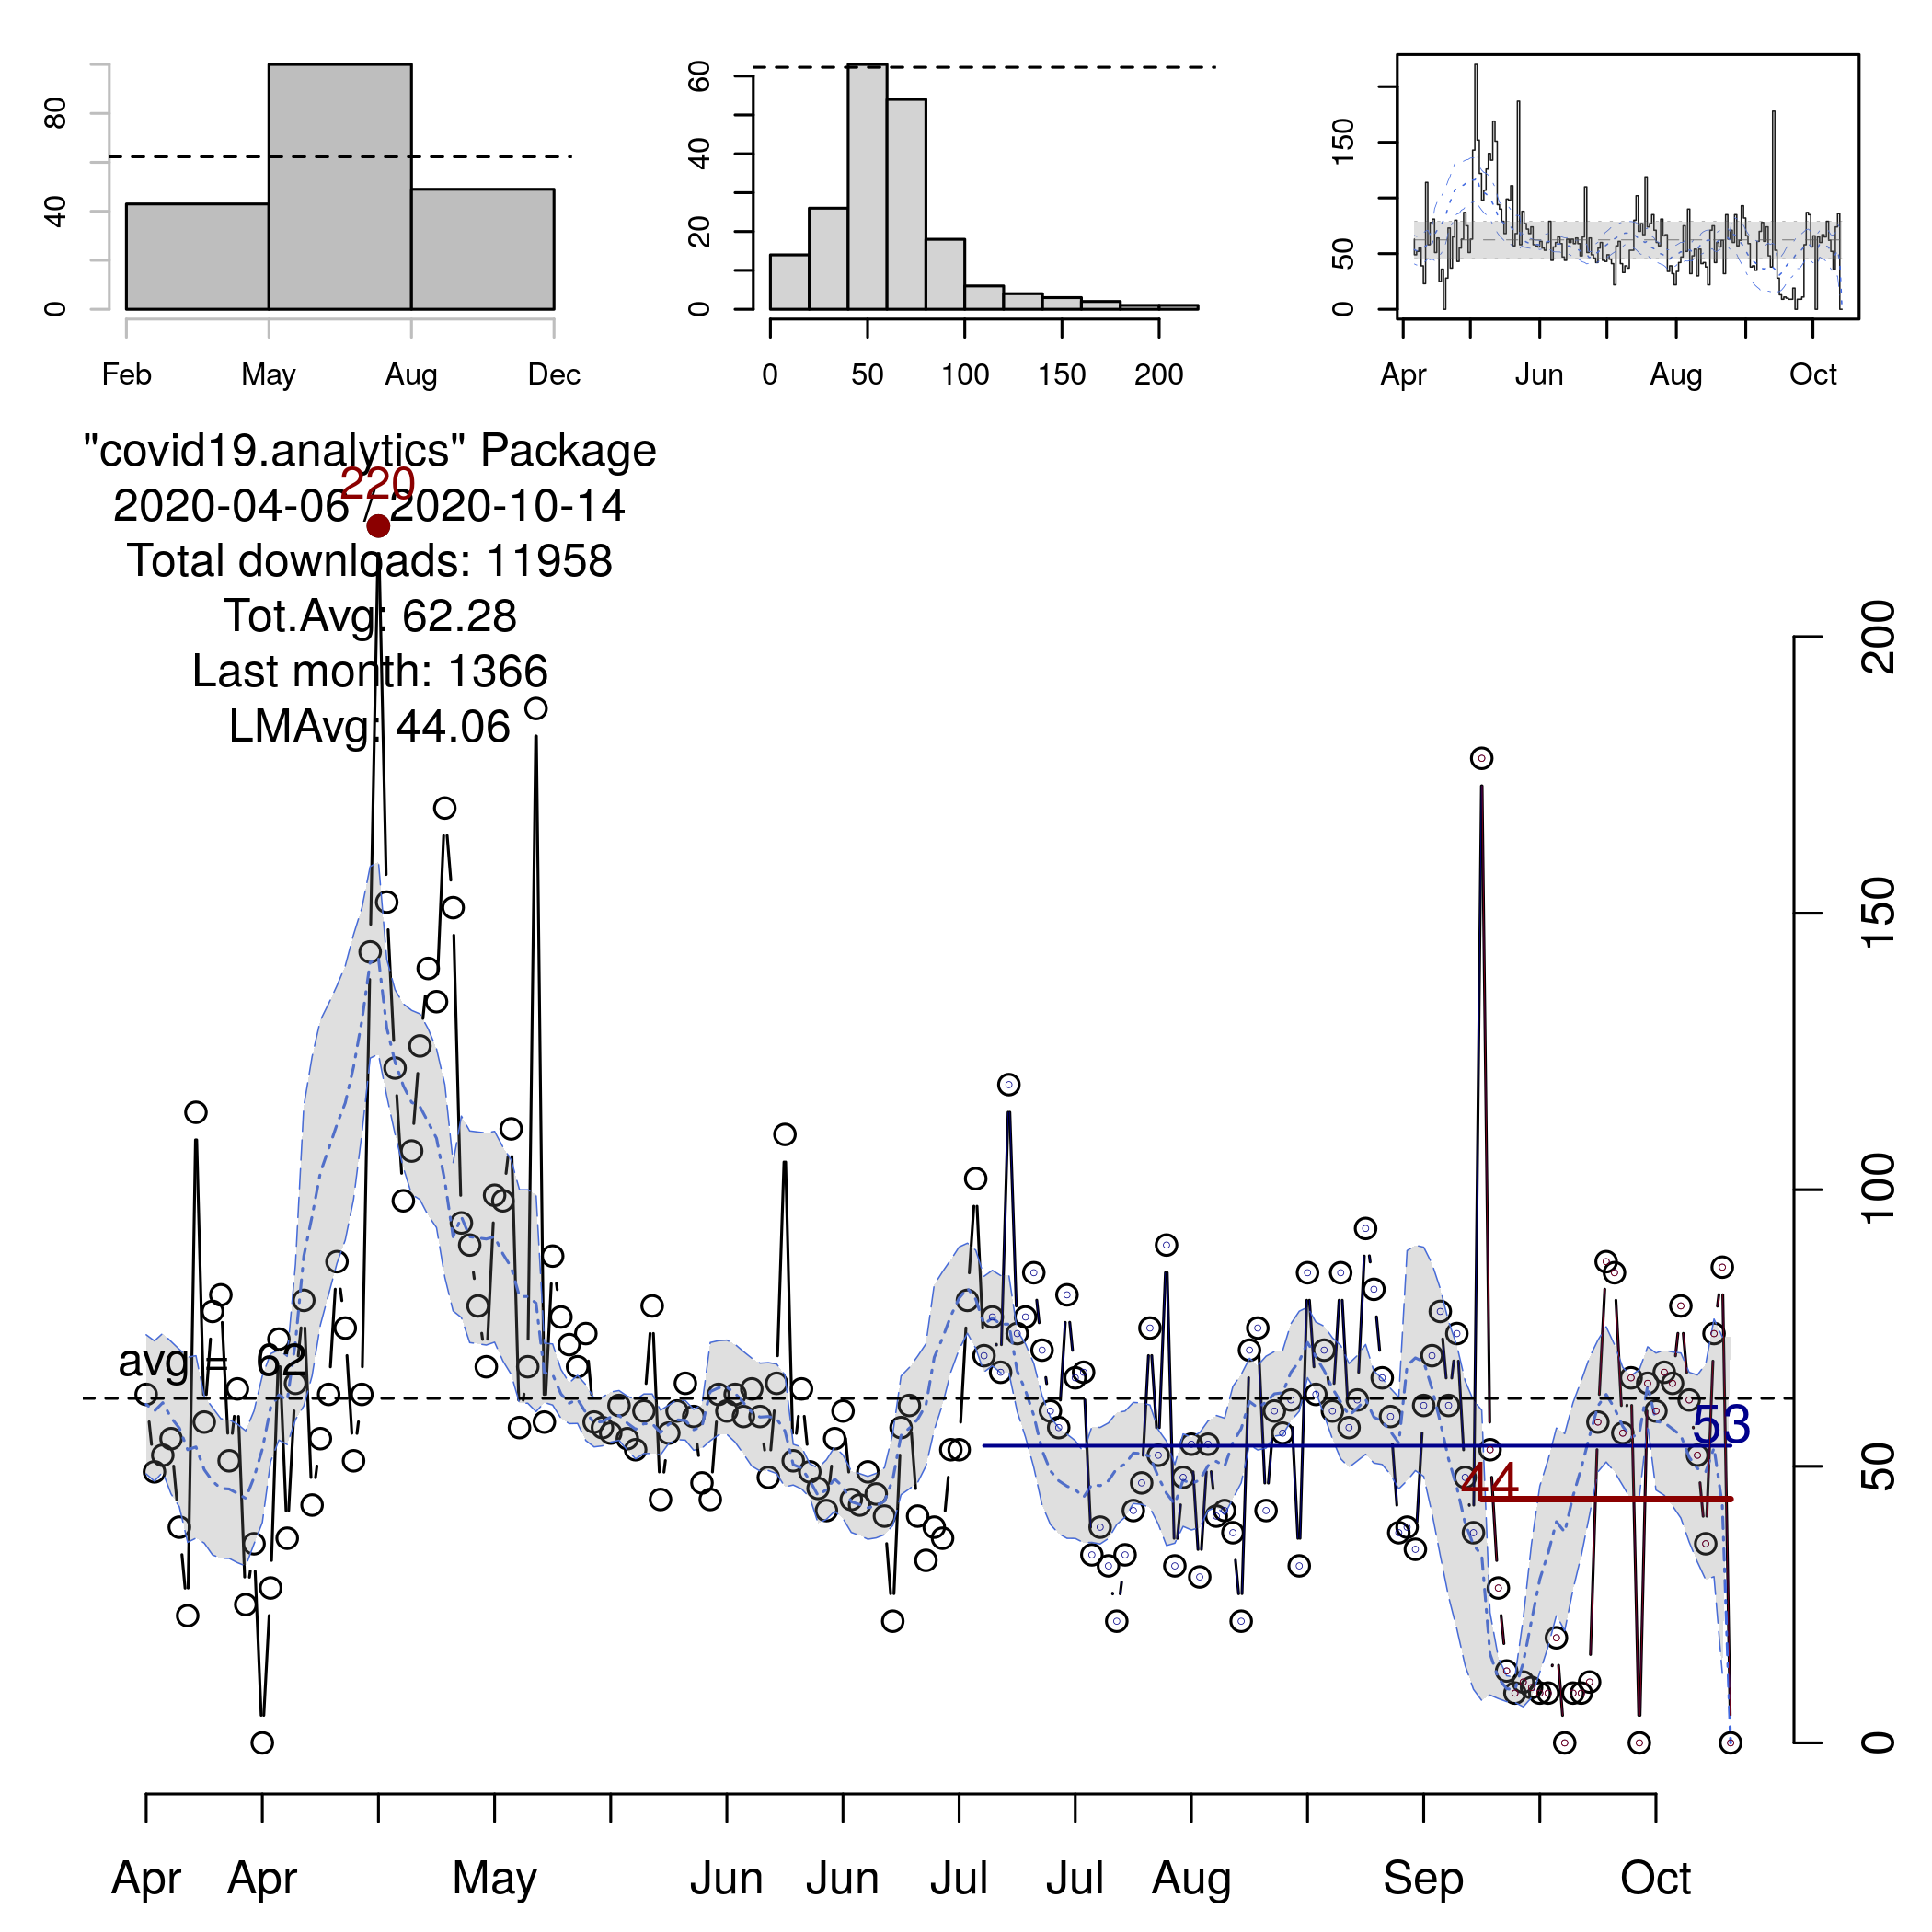 80
40
0
Feb May Aug Dec
60
40
20
0
0 50 100 150 200
150
50
0
Apr Jun Aug Oct
"covid19.analytics" Package
220
2020-04-06 / 2020-10-14
Total downloads: 11958
Tot.Avg: 62.28
Last month: 1366
LMAvg: 44.06
avg = 62
53
44
200
150
100
50
0
Apr Apr May Jun Jun Jul Jul Aug Sep Oct